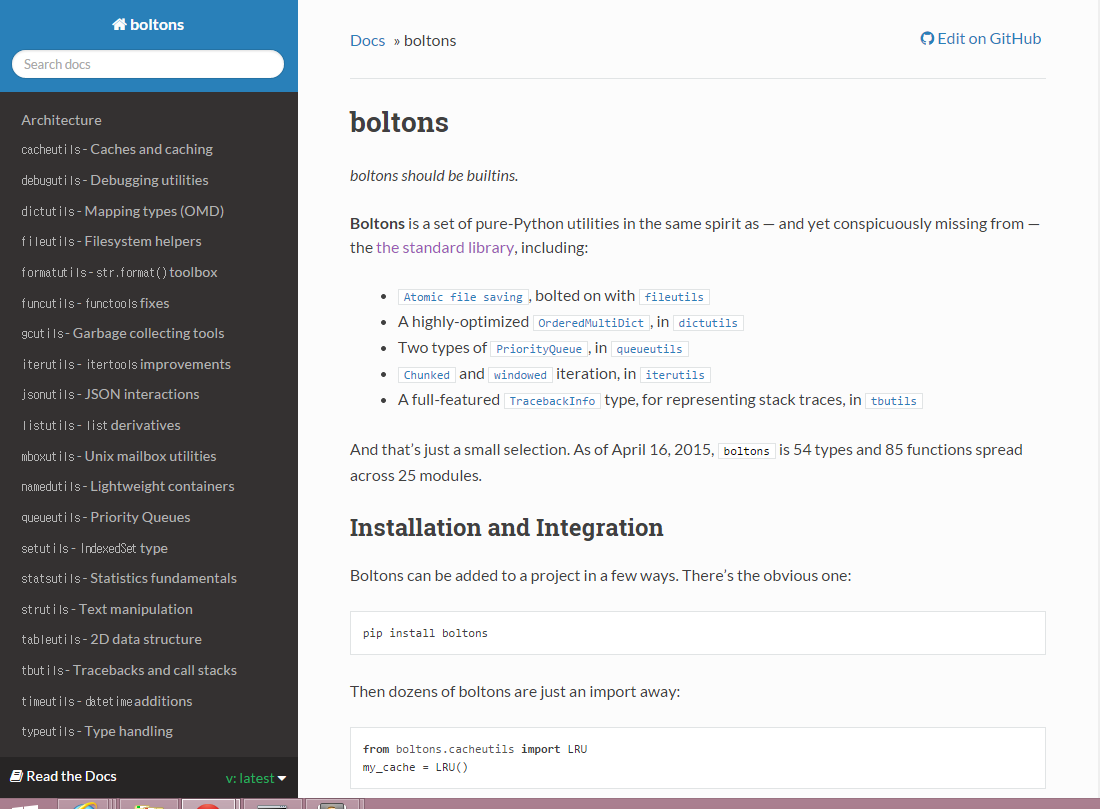 boltons
Search docs
Architecture
cacheutils - Caches and caching
debugutils - Debugging utilities
dictutils - Mapping types (OMD)
fileutils - Filesystem helpers
formatutils - str.format() toolbox
funcutils - functools fixes
gcutils - Garbage collecting tools
iterutils - itertools improvements
jsonutils - JSON interactions
listutils - list derivatives
mboxutils - Unix mailbox utilities
namedutils - Lightweight containers
queueutils - Priority Queues
setutils - IndexedSet type
statsutils - Statistics fundamentals
strutils - Text manipulation
tableutils - 2D data structure
tbutils - Tracebacks and call stacks
timeutils - datetime additions
typeutils - Type handling
Read the Docs
v: latest
Docs » boltons
Edit on GitHub
boltons
boltons should be builtins.
Boltons is a set of pure-Python utilities in the same spirit as — and yet conspicuously missing from —
the the standard library, including:
• Atomic file saving, bolted on with fileutils
• A highly-optimized OrderedMultiDict, in dictutils
• Two types of PriorityQueue, in queueutils
• Chunked and windowed iteration, in iterutils
• A full-featured TracebackInfo type, for representing stack traces, in tbutils
And that's just a small selection. As of April 16, 2015, boltons is 54 types and 85 functions spread
across 25 modules.
Installation and Integration
Boltons can be added to a project in a few ways. There's the obvious one:
pip install boltons
Then dozens of boltons are just an import away:
from boltons.cacheutils import LRU
my_cache = LRU()